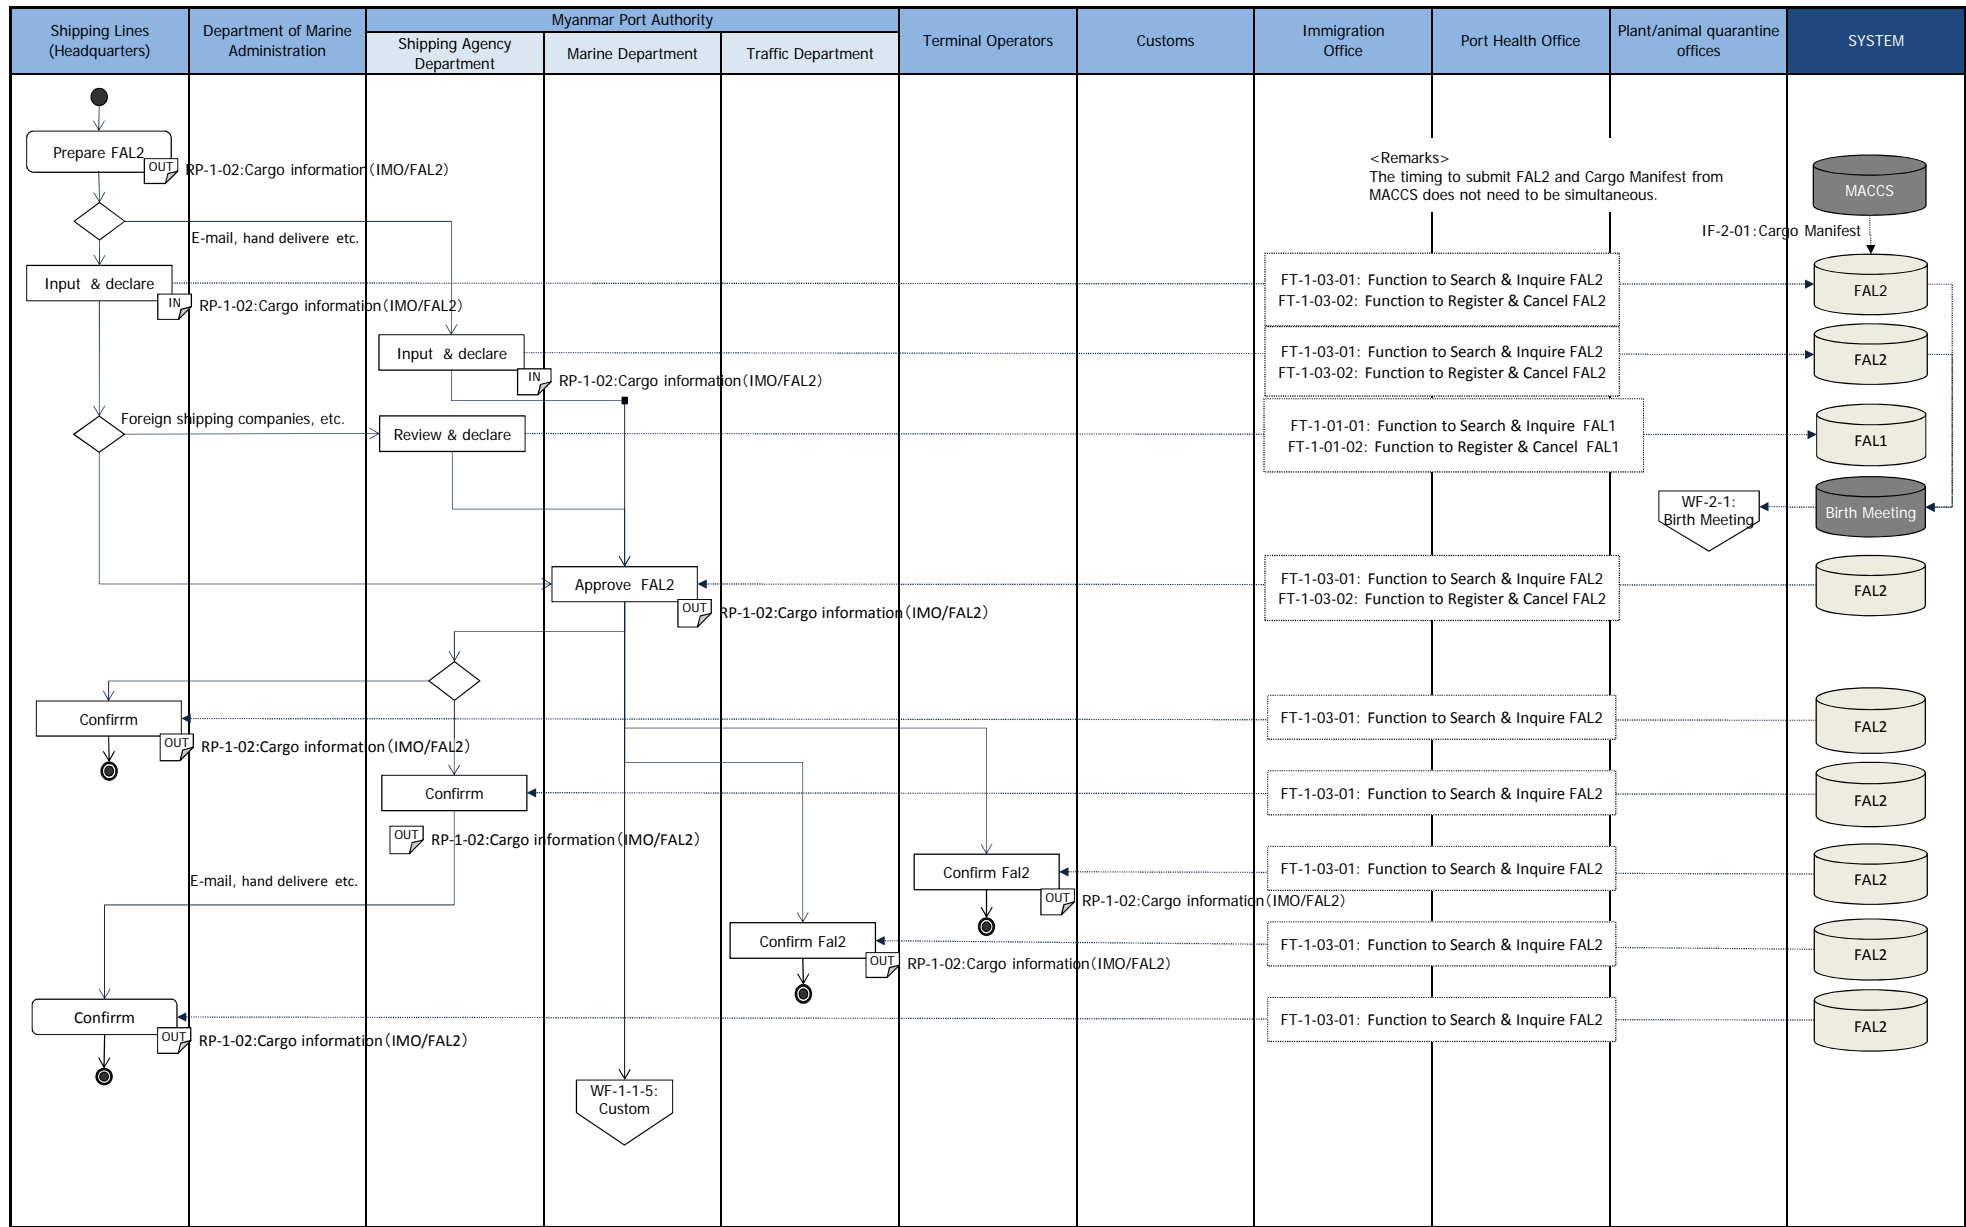 Shipping Lines
(Headquarters)
Department of Marine
Administration
Myanmar Port Authority
Shipping Agency
Department
Marine Department
Traffic Department
Terminal Operators
Customs
Immigration
Office
Port Health Office
Plant/animal quarantine
offices
SYSTEM
Prepare FAL2
OUT
RP-1-02:Cargo information(IMO/FAL2)
<Remarks>
The timing to submit FAL2 and Cargo Manifest from
MACCS does not need to be simultaneous.
MACCS
E-mail, hand delivere etc.
IF-2-01:Cargo Manifest
Input & declare
IN
RP-1-02:Cargo information(IMO/FAL2)
FT-1-03-01: Function to Search & Inquire FAL2
FT-1-03-02: Function to Register & Cancel FAL2
FAL2
Input & declare
IN
RP-1-02:Cargo information(IMO/FAL2)
FT-1-03-01: Function to Search & Inquire FAL2
FT-1-03-02: Function to Register & Cancel FAL2
FAL2
Foreign shipping companies, etc.
Review & declare
FT-1-01-01: Function to Search & Inquire FAL1
FT-1-01-02: Function to Register & Cancel FAL1
FAL1
WF-2-1:
Birth Meeting
Birth Meeting
Approve FAL2
OUT
RP-1-02:Cargo information(IMO/FAL2)
FT-1-03-01: Function to Search & Inquire FAL2
FT-1-03-02: Function to Register & Cancel FAL2
FAL2
Confirrm
OUT
RP-1-02:Cargo information(IMO/FAL2)
FT-1-03-01: Function to Search & Inquire FAL2
FAL2
Confirrm
OUT
RP-1-02:Cargo information(IMO/FAL2)
FT-1-03-01: Function to Search & Inquire FAL2
FAL2
E-mail, hand delivere etc.
Confirm Fal2
OUT
RP-1-02:Cargo information(IMO/FAL2)
FT-1-03-01: Function to Search & Inquire FAL2
FAL2
Confirm Fal2
OUT
RP-1-02:Cargo information(IMO/FAL2)
FT-1-03-01: Function to Search & Inquire FAL2
FAL2
Confirrm
OUT
RP-1-02:Cargo information(IMO/FAL2)
FT-1-03-01: Function to Search & Inquire FAL2
FAL2
WF-1-1-5:
Custom